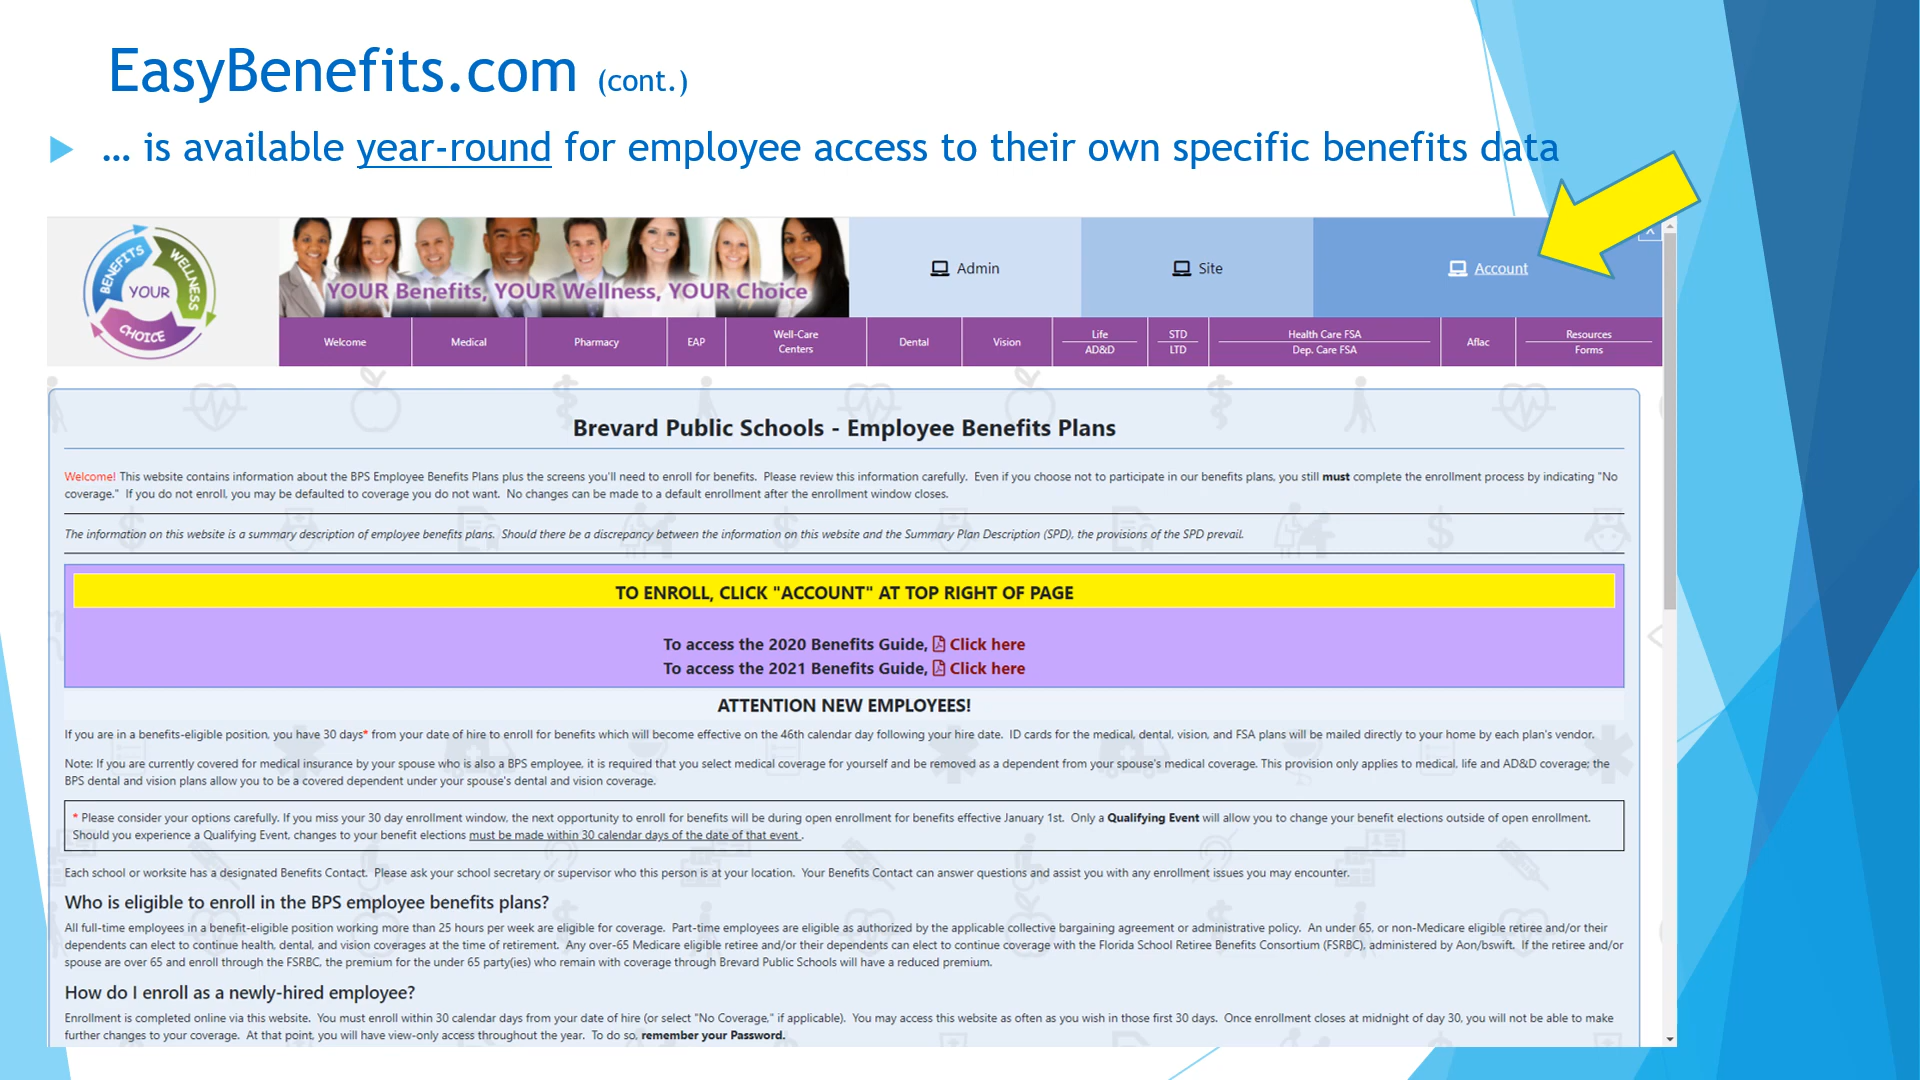 EasyBenefits.com (cont.)
… is available year-round for employee access to their own specific benefits data
BENEFITS
WELLNESS
YOUR
CHOICE
YOUR Benefits, YOUR Wellness, YOUR Choice
Admin
Site
Account
X
Welcome
Medical
Pharmacy
EAP
Well-Care
Centers
Dental
Vision
Life
AD&D
STD
LTD
Health Care FSA
Dep. Care FSA
Aflac
Resources
Forms
Brevard Public Schools - Employee Benefits Plans
Welcome! This website contains information about the BPS Employee Benefits Plans plus the screens you'll need to enroll for benefits. Please review this information carefully. Even if you choose not to participate in our benefits plans, you still must complete the enrollment process by indicating "No
coverage." If you do not enroll, you may be defaulted to coverage you do not want. No changes can be made to a default enrollment after the enrollment window closes.
The information on this website is a summary description of employee benefits plans. Should there be a discrepancy between the information on this website and the Summary Plan Description (SPD), the provisions of the SPD prevail.
TO ENROLL, CLICK "ACCOUNT" AT TOP RIGHT OF PAGE
To access the 2020 Benefits Guide, Click here
To access the 2021 Benefits Guide, Click here
ATTENTION NEW EMPLOYEES!
If you are in a benefits-eligible position, you have 30 days* from your date of hire to enroll for benefits which will become effective on the 46th calendar day following your hire date. ID cards for the medical, dental, vision, and FSA plans will be mailed directly to your home by each plan's vendor.
Note: If you are currently covered for medical insurance by your spouse who is also a BPS employee, it is required that you select medical coverage for yourself and be removed as a dependent from your spouse's medical coverage. This provision only applies to medical, life and AD&D coverage; the
BPS dental and vision plans allow you to be a covered dependent under your spouse's dental and vision coverage.
* Please consider your options carefully. If you miss your 30 day enrollment window, the next opportunity to enroll for benefits will be during open enrollment for benefits effective January 1st. Only a Qualifying Event will allow you to change your benefit elections outside of open enrollment.
Should you experience a Qualifying Event, changes to your benefit elections must be made within 30 calendar days of the date of that event .
Each school or worksite has a designated Benefits Contact. Please ask your school secretary or supervisor who this person is at your location. Your Benefits Contact can answer questions and assist you with any enrollment issues you may encounter.
Who is eligible to enroll in the BPS employee benefits plans?
All full-time employees in a benefit-eligible position working more than 25 hours per week are eligible for coverage. Part-time employees are eligible as authorized by the applicable collective bargaining agreement or administrative policy. An under 65, or non-Medicare eligible retiree and/or their
dependents can elect to continue health, dental, and vision coverages at the time of retirement. Any over-65 Medicare eligible retiree and/or their dependents can elect to continue coverage with the Florida School Retiree Benefits Consortium (FSRBC), administered by Aon/bswift. If the retiree and/or
spouse are over 65 and enroll through the FSRBC, the premium for the under 65 party(ies) who remain with coverage through Brevard Public Schools will have a reduced premium.
How do I enroll as a newly-hired employee?
Enrollment is completed online via this website. You must enroll within 30 calendar days from your date of hire (or select "No Coverage," if applicable). You may access this website as often as you wish in those first 30 days. Once enrollment closes at midnight of day 30, you will not be able to make
further changes to your coverage. At that point, you will have view-only access throughout the year. To do so, remember your Password.